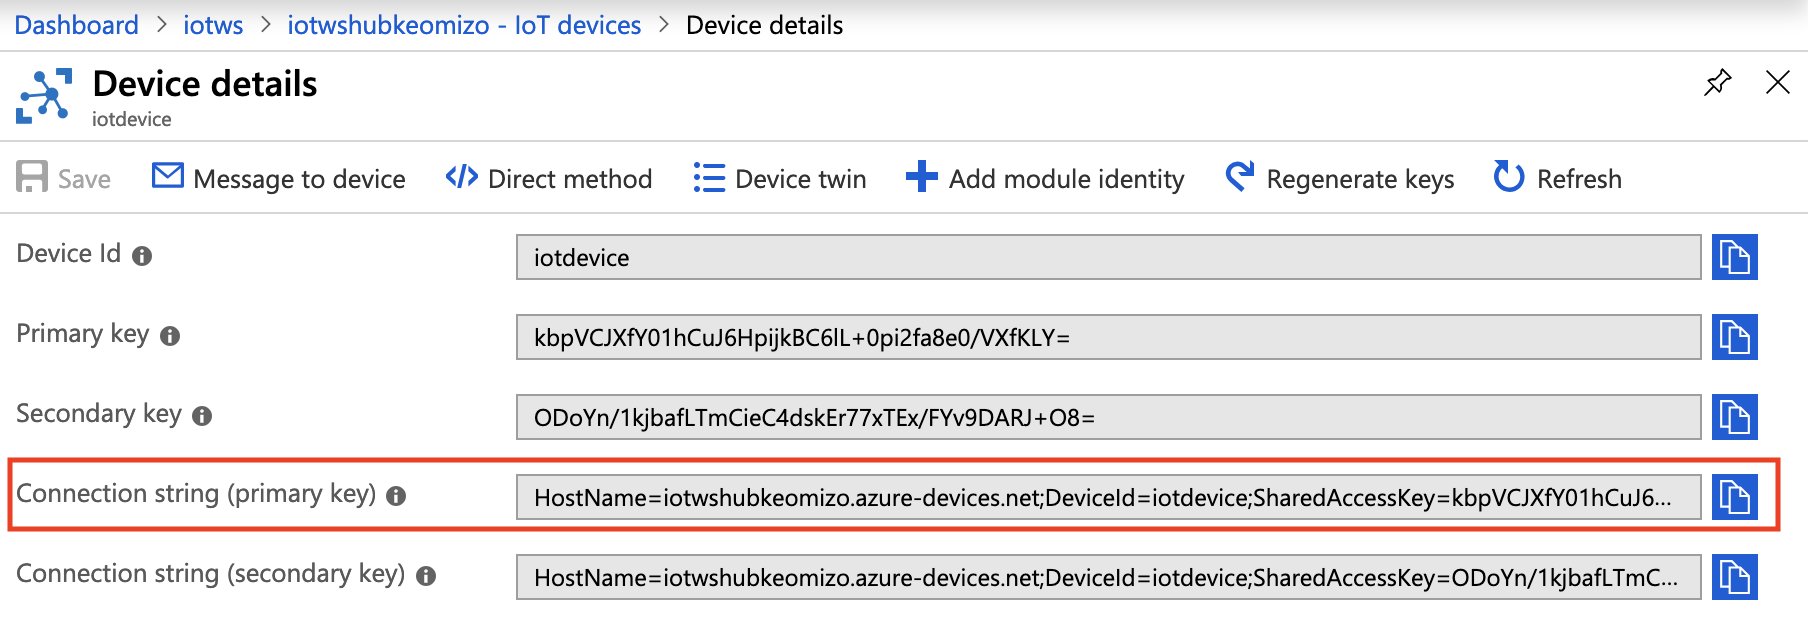 Dashboard > iotws > iotwshubkeomizo - IoT devices > Device details
Device details
iotdevice
Save Message to device Direct method Device twin Add module identity Regenerate keys Refresh
Device Id iotdevice
Primary key kbpVCJXfY01hCuJ6HpijkBC6lL+0pi2fa8e0/VXfKLY=
Secondary key ODoYn/1kjbafLTmCieC4dskEr77xTEx/FYv9DARJ+O8=
Connection string (primary key) HostName=iotwshubkeomizo.azure-devices.net;DeviceId=iotdevice;SharedAccessKey=kbpVCJXfY01hCuJ6...
Connection string (secondary key) HostName=iotwshubkeomizo.azure-devices.net;DeviceId=iotdevice;SharedAccessKey=ODoYn/1kjbafLTmC...